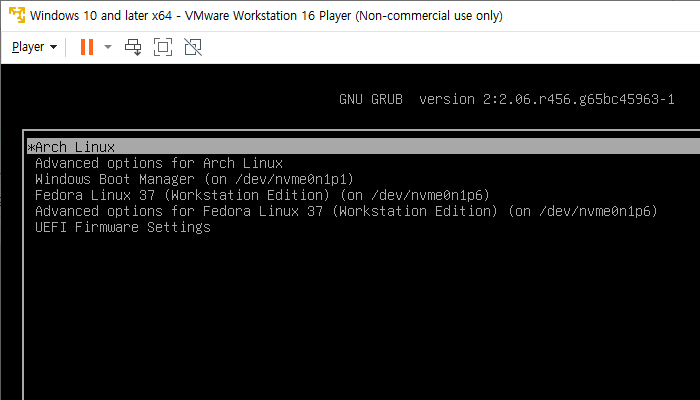 Windows 10 and later x64 - VMware Workstation 16 Player (Non-commercial use only)
Player
GNU GRUB  version 2:2.06.r456.g65bc45963-1
*Arch Linux
Advanced options for Arch Linux
Windows Boot Manager (on /dev/nvme0n1p1)
Fedora Linux 37 (Workstation Edition) (on /dev/nvme0n1p6)
Advanced options for Fedora Linux 37 (Workstation Edition) (on /dev/nvme0n1p6)
UEFI Firmware Settings